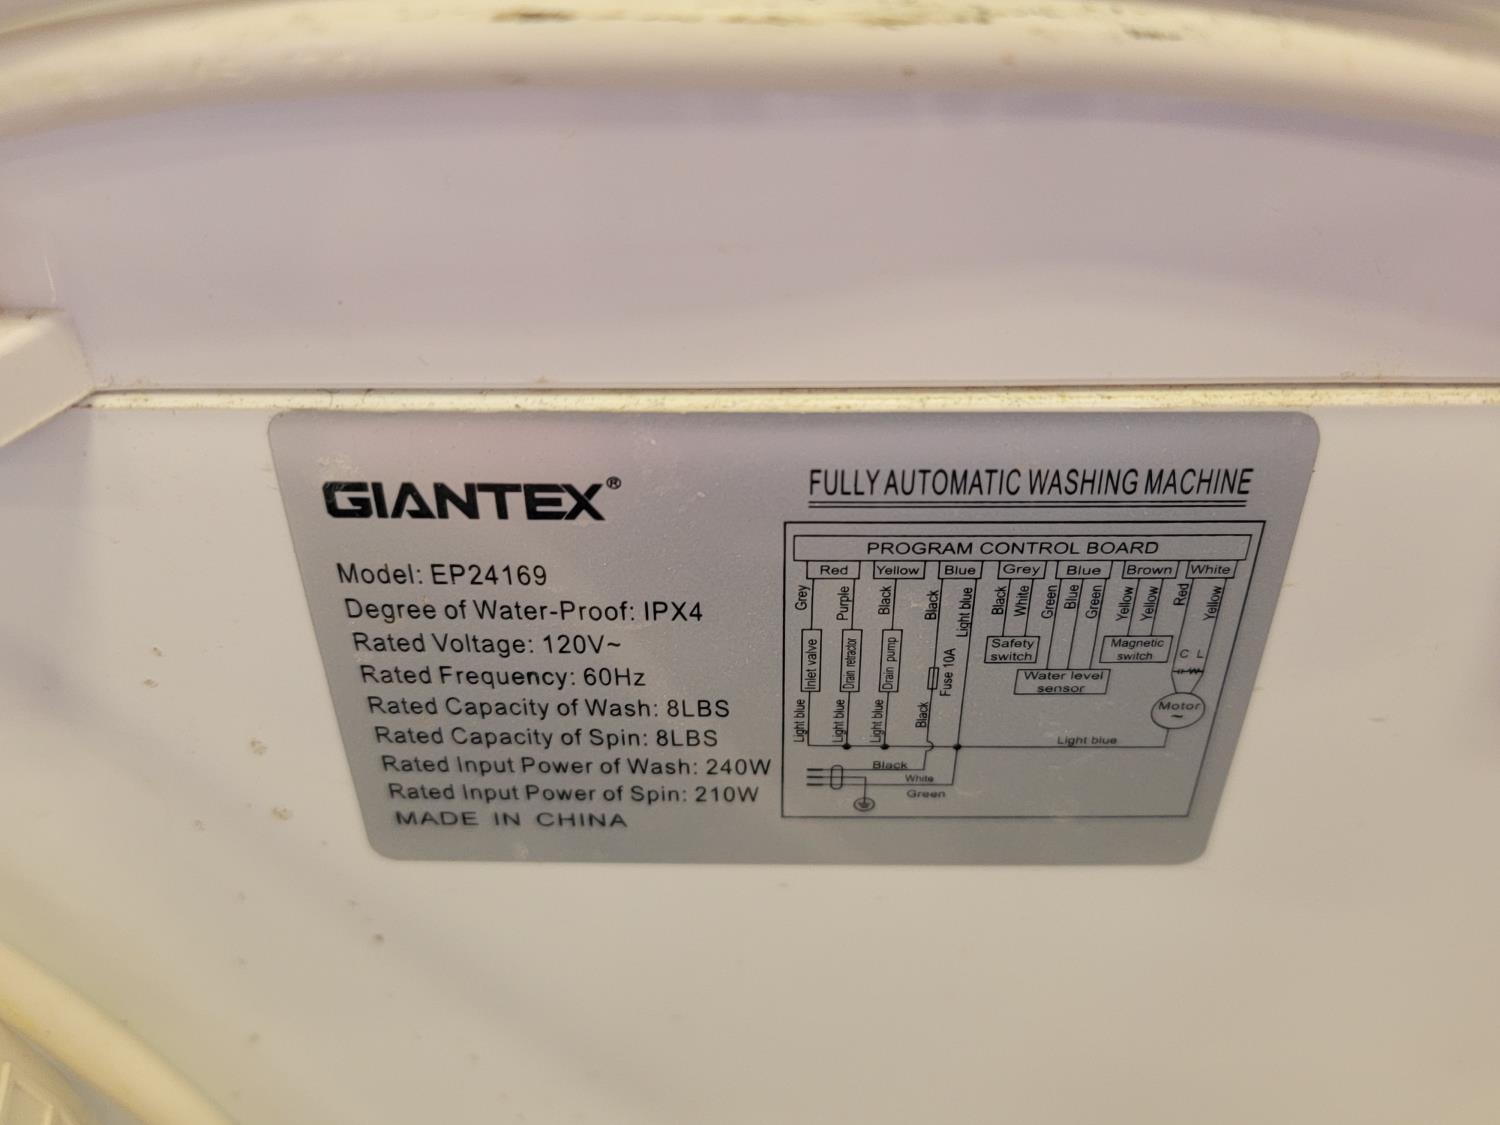 GIANTEX®
Model: EP24169
Degree of Water-Proof: IPX4
Rated Voltage: 120V~
Rated Frequency: 60Hz
Rated Capacity of Wash: 8LBS
Rated Capacity of Spin: 8LBS
Rated Input Power of Wash: 240W
Rated Input Power of Spin: 210W
MADE IN CHINA
FULLY AUTOMATIC WASHING MACHINE
PROGRAM CONTROL BOARD
Red Yellow Blue Grey Blue Brown White
Grey Purple Black Black Light blue Black White Green Blue Green Yellow Yellow Red Yellow
Inlet valve
Drain retractor
Drain pump
Fuse 10A
Safety
switch
Water level
sensor
Magnetic
switch
C L
Motor
~
Light blue Light blue Light blue Black
Light blue
Black
White
Green